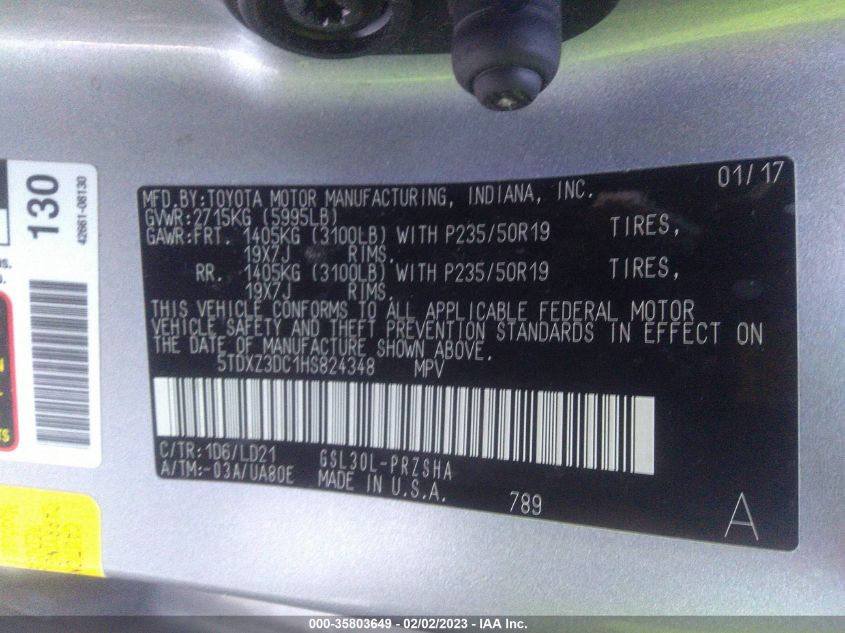 130
42661-08130
MFD.BY:TOYOTA MOTOR MANUFACTURING, INDIANA, INC. 01/17
GVWR:2715KG (5995LB)
GAWR:FRT. 1405KG (3100LB) WITH P235/50R19 TIRES,
19X7J RIMS.
RR. 1405KG (3100LB) WITH P235/50R19 TIRES,
19X7J RIMS.
THIS VEHICLE CONFORMS TO ALL APPLICABLE FEDERAL MOTOR
VEHICLE SAFETY AND THEFT PREVENTION STANDARDS IN EFFECT ON
THE DATE OF MANUFACTURE SHOWN ABOVE.
5TDXZ3DC1HS824348 MPV
C/TR:1D6/LD21 GSL30L-PRZSHA
A/TM:-03A/UA80E MADE IN U.S.A.
789
A
000-35803649 - 02/02/2023 - IAA Inc.